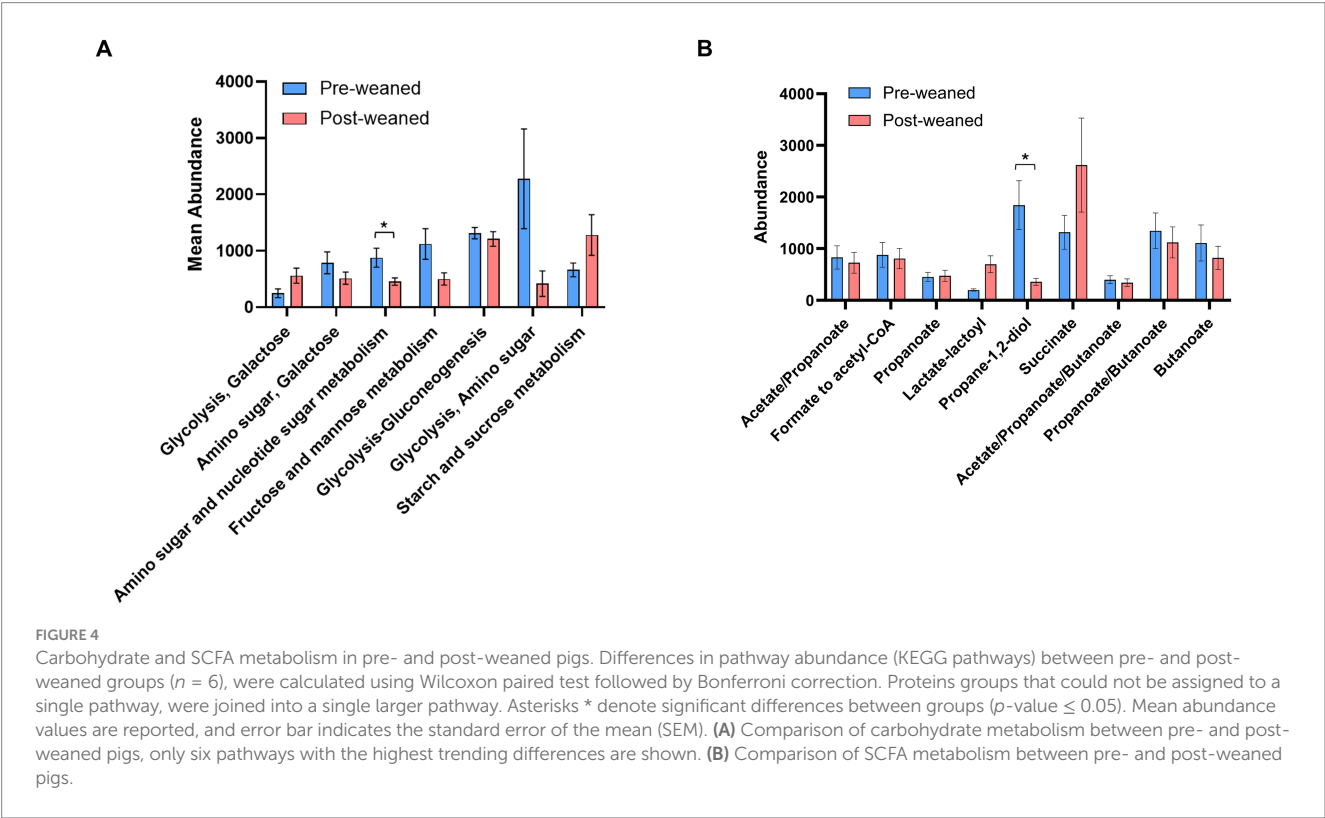 A
Mean Abundance
4000
3000
2000
1000
0
Pre-weaned
Post-weaned
*
Glycolysis, Galactose
Amino sugar, Galactose
Amino sugar and nucleotide sugar metabolism
Fructose and mannose metabolism
Glycolysis-Gluconeogenesis
Glycolysis, Amino sugar
Starch and sucrose metabolism
B
Abundance
4000
3000
2000
1000
0
Pre-weaned
Post-weaned
*
Acetate/Propanoate
Formate to acetyl-CoA
Propanoate
Lactate-lactoyl
Propane-1,2-diol
Succinate
Acetate/Propanoate/Butanoate
Propanoate/Butanoate
Butanoate
FIGURE 4
Carbohydrate and SCFA metabolism in pre- and post-weaned pigs. Differences in pathway abundance (KEGG pathways) between pre- and post-
weaned groups (n = 6), were calculated using Wilcoxon paired test followed by Bonferroni correction. Proteins groups that could not be assigned to a
single pathway, were joined into a single larger pathway. Asterisks * denote significant differences between groups (p-value ≤ 0.05). Mean abundance
values are reported, and error bar indicates the standard error of the mean (SEM). (A) Comparison of carbohydrate metabolism between pre- and post-
weaned pigs, only six pathways with the highest trending differences are shown. (B) Comparison of SCFA metabolism between pre- and post-weaned
pigs.